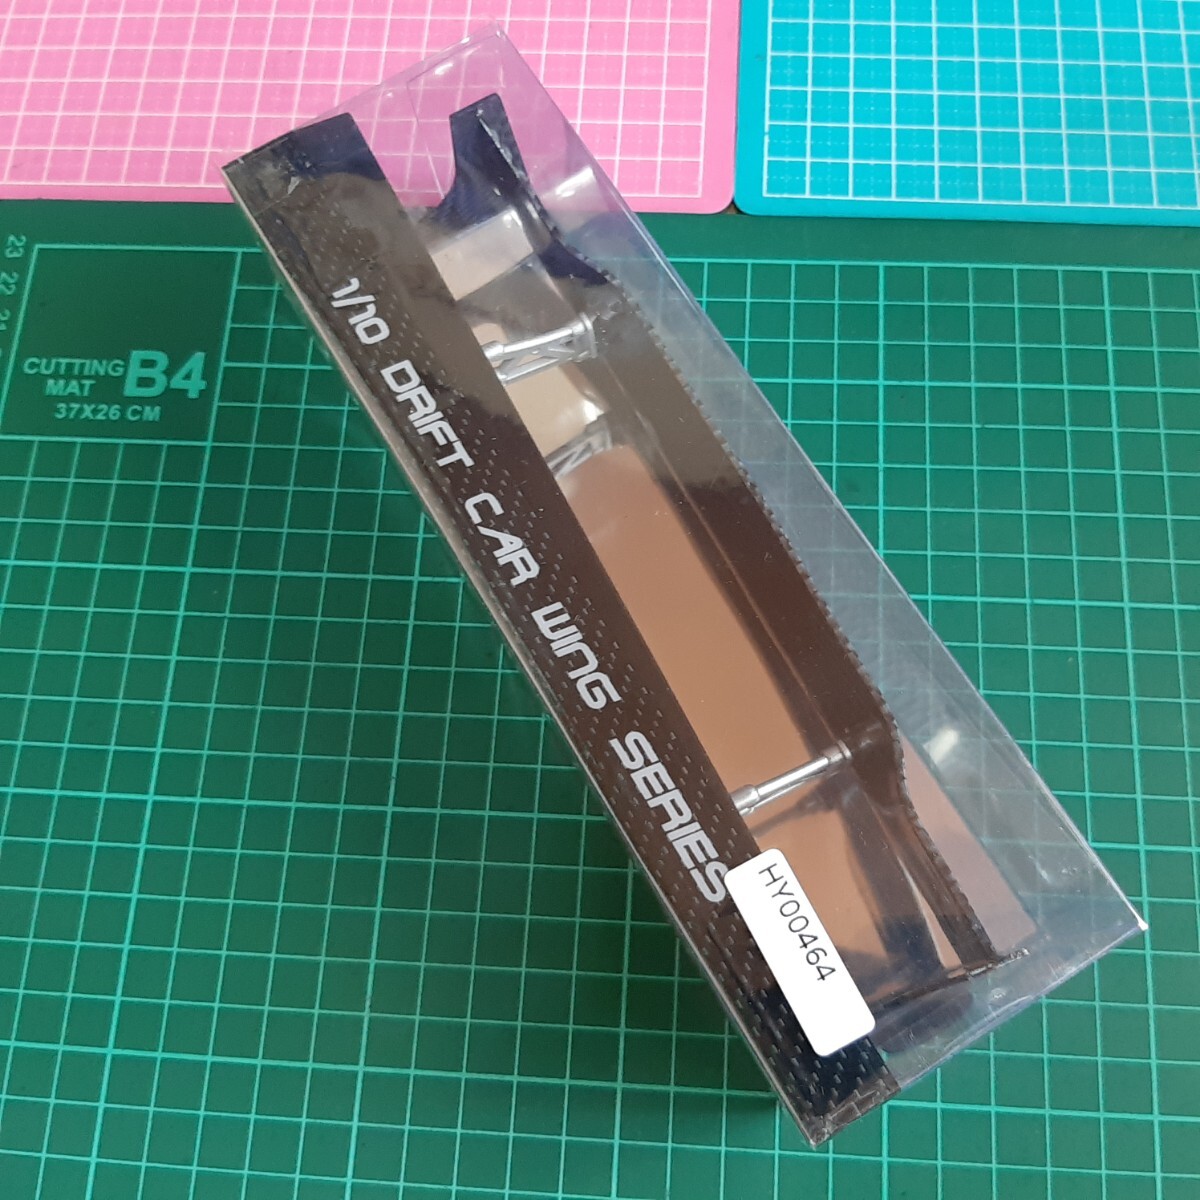 23
22
21
CUTTING
MAT
B4
37X26 CM
1/10 DRIFT CAR WING SERIES
HY00464